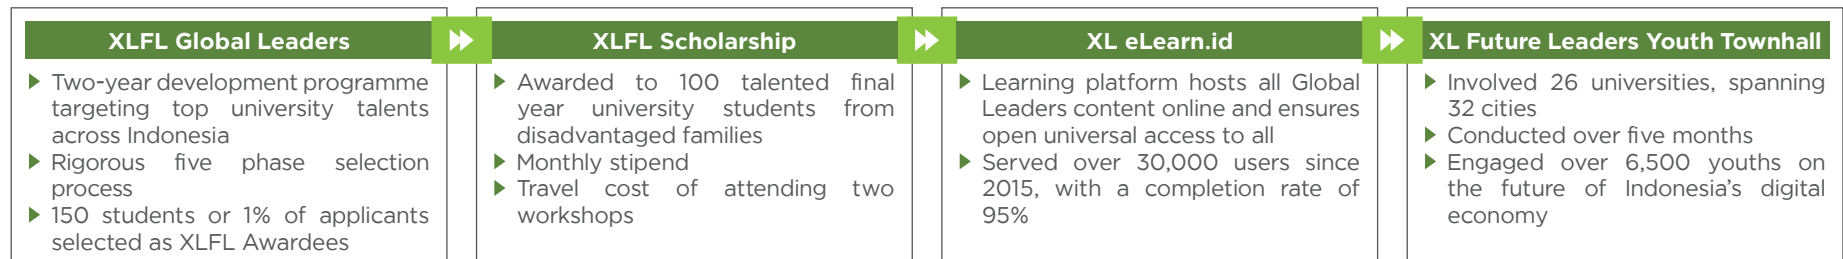 XLFL Global Leaders
Two-year development programme
targeting top university talents
across Indonesia
Rigorous five phase selection
process
150 students or 1% of applicants
selected as XLFL Awardees
XLFL Scholarship
Awarded to 100 talented final
year university students from
disadvantaged families
Monthly stipend
Travel cost of attending two
workshops
XL eLearn.id
Learning platform hosts all Global
Leaders content online and ensures
open universal access to all
Served over 30,000 users since
2015, with a completion rate of
95%
XL Future Leaders Youth Townhall
Involved 26 universities, spanning
32 cities
Conducted over five months
Engaged over 6,500 youths on
the future of Indonesia's digital
economy